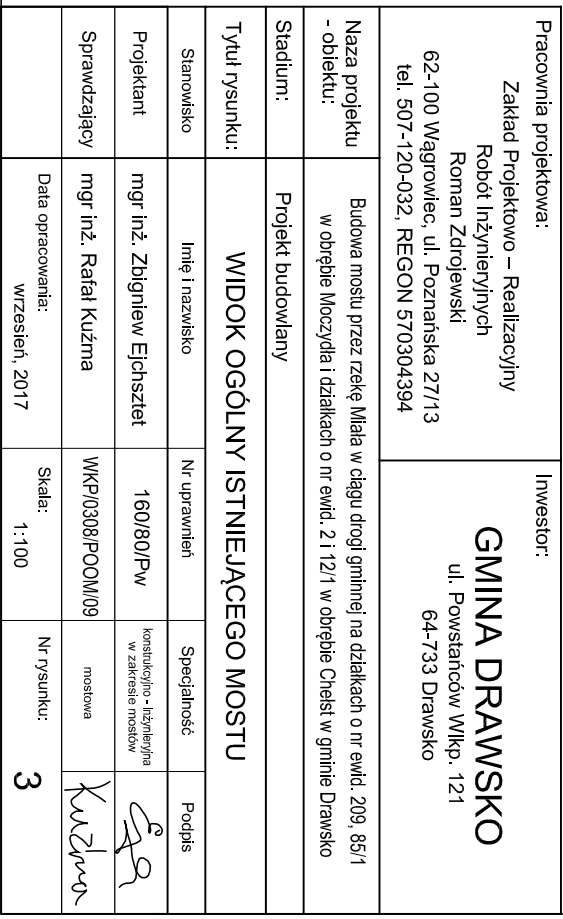 Pracownia projektowa:
Zakład Projektowo – Realizacyjny
Robót Inżynieryjnych
Roman Zdrojewski
62-100 Wągrowiec, ul. Poznańska 27/13
tel. 507-120-032, REGON 570304394
Inwestor:
GMINA DRAWSKO
ul. Powstańców Wlkp. 121
64-733 Drawsko
Naza projektu
- obiektu:
Budowa mostu przez rzekę Miała w ciągu drogi gminnej na działkach o nr ewid. 209, 85/1
w obrębie Moczydła i działkach o nr ewid. 2 i 12/1 w obrębie Chełst w gminie Drawsko
Stadium:
Projekt budowlany
Tytuł rysunku:
WIDOK OGÓLNY ISTNIEJĄCEGO MOSTU
Stanowisko Imię i nazwisko Nr uprawnień Specjalność Podpis
Projektant mgr inż. Zbigniew Ejchsztet 160/80/Pw konstrukcyjno - inżynieryjna
w zakresie mostów
Sprawdzający mgr inż. Rafał Kuźma WKP/0308/POOM/09 mostowa Kuźma
Data opracowania:
wrzesień, 2017
Skala:
1:100
Nr rysunku:
3